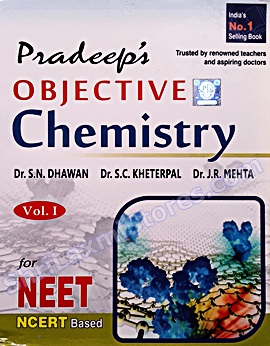 India's
No.1
Selling Book
Pradeep's
Trusted by renowned teachers
and aspiring doctors
OBJECTIVE
Chemistry
Dr. S.N. DHAWAN Dr. S.C. KHETERPAL Dr. J.R. MEHTA
Vol. I
for
NEET
NCERT Based